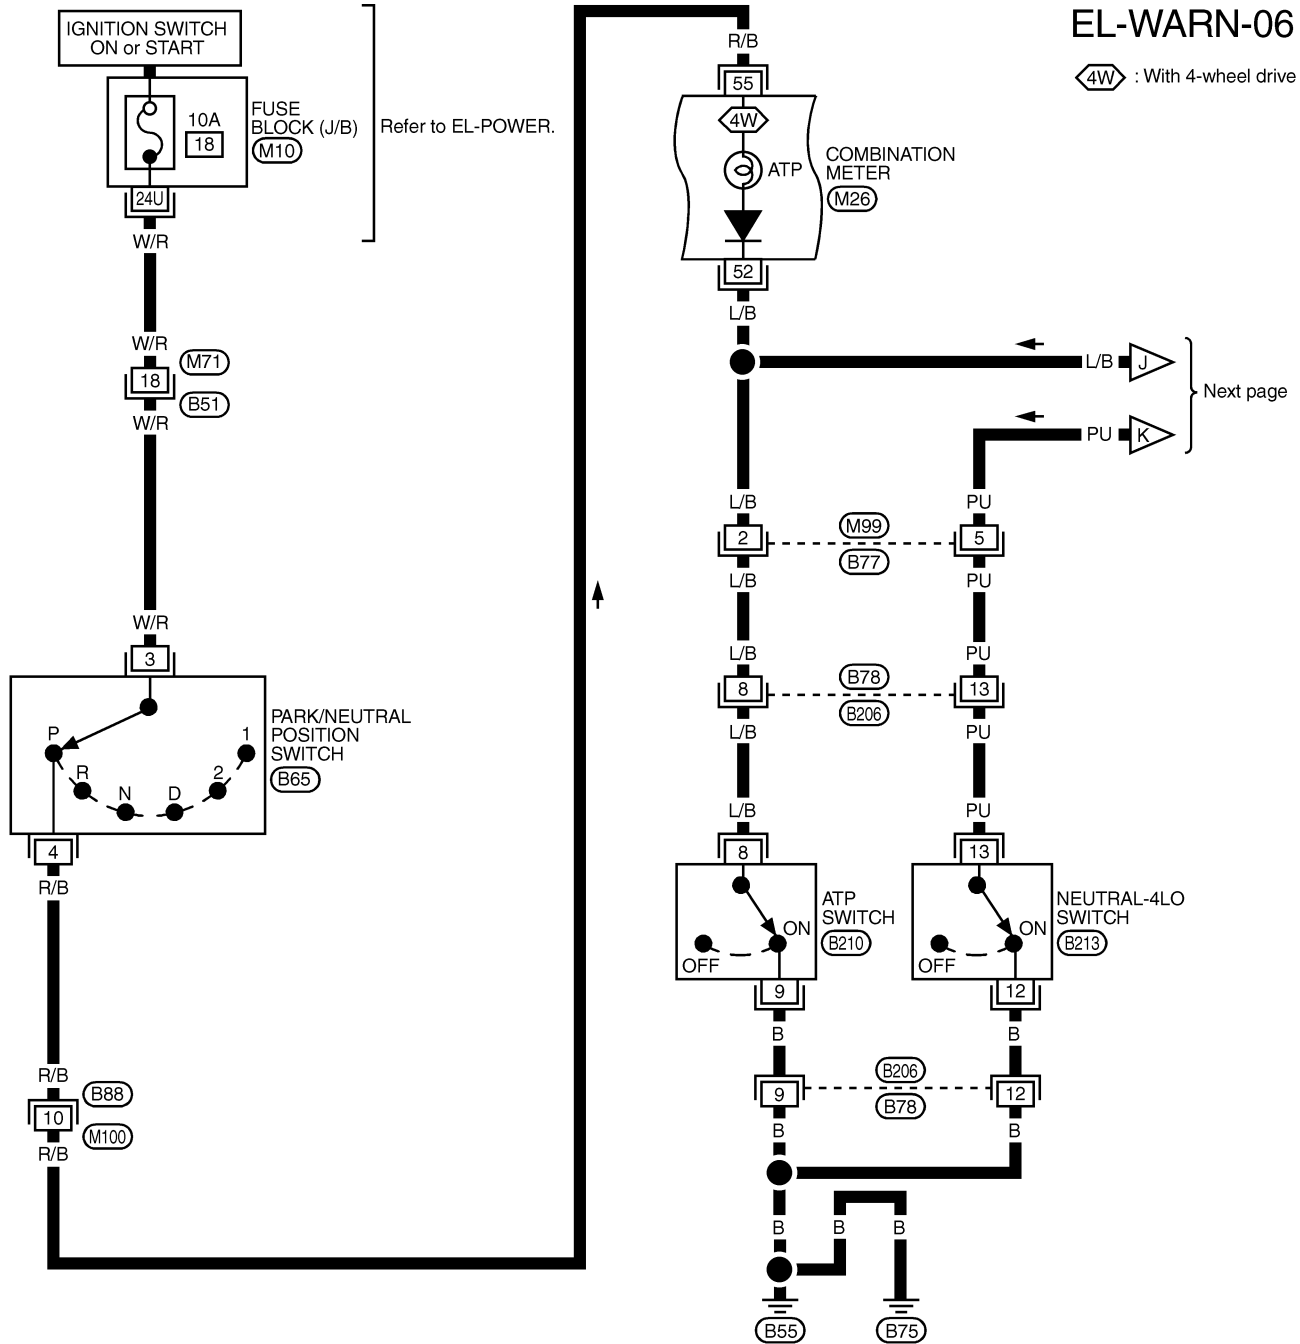 EL-WARN-06
4W : With 4-wheel drive
IGNITION SWITCH
ON or START
10A
18
FUSE
BLOCK (J/B)
M10
Refer to EL-POWER.
24U
W/R
W/R
18
M71
B51
W/R
W/R
3
P
R
N
D
2
1
PARK/NEUTRAL
POSITION
SWITCH
B65
4
R/B
R/B
10
B88
M100
R/B
R/B
55
4W
ATP
COMBINATION
METER
M26
52
L/B
L/B
J
PU
K
Next page
L/B
PU
2
M99
B77
5
L/B
PU
L/B
PU
8
B78
B206
13
L/B
PU
L/B
PU
8
ON
OFF
ATP
SWITCH
B210
9
13
ON
OFF
NEUTRAL-4LO
SWITCH
B213
12
B
B
9
B206
B78
12
B
B
B
B
B
B55
B75